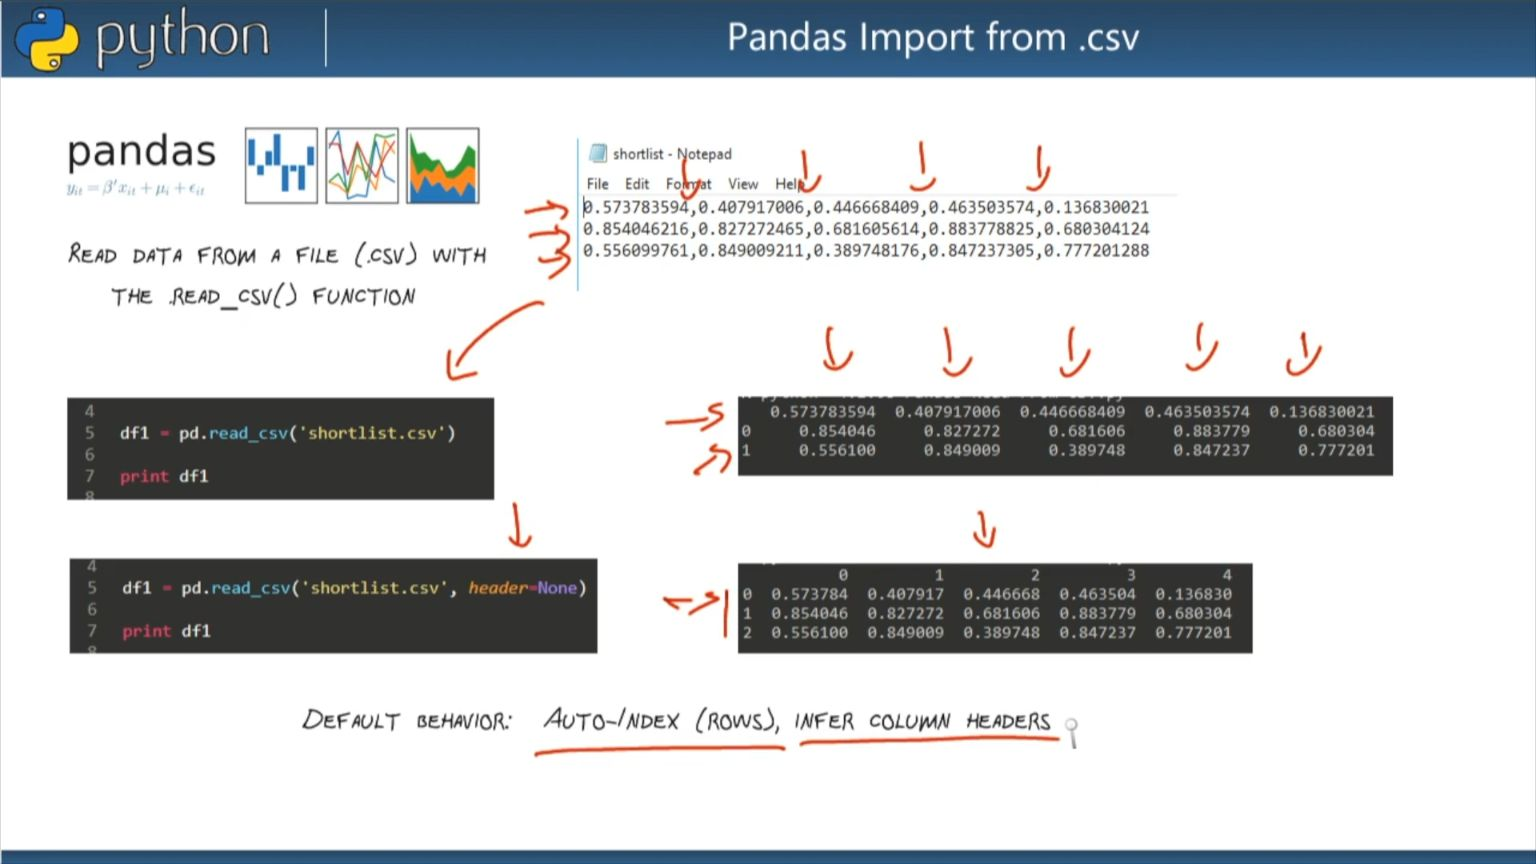 python
Pandas Import from .csv
pandas
y_it = β'x_it + μ_i + ϵ_it
READ DATA FROM A FILE (.CSV) WITH
THE .READ_CSV() FUNCTION
shortlist - Notepad
File Edit Format View Help
0.573783594,0.407917006,0.446668409,0.463503574,0.136830021
0.854046216,0.827272465,0.681605614,0.883778825,0.680304124
0.556099761,0.849009211,0.389748176,0.847237305,0.777201288
4
5 df1 = pd.read_csv('shortlist.csv')
6
7 print df1
8
0.573783594 0.407917006 0.446668409 0.463503574 0.136830021
0 0.854046 0.827272 0.681606 0.883779 0.680304
1 0.556100 0.849009 0.389748 0.847237 0.777201
4
5 df1 = pd.read_csv('shortlist.csv', header=None)
6
7 print df1
8
0 1 2 3 4
0 0.573784 0.407917 0.446668 0.463504 0.136830
1 0.854046 0.827272 0.681606 0.883779 0.680304
2 0.556100 0.849009 0.389748 0.847237 0.777201
DEFAULT BEHAVIOR: AUTO-INDEX (ROWS), INFER COLUMN HEADERS